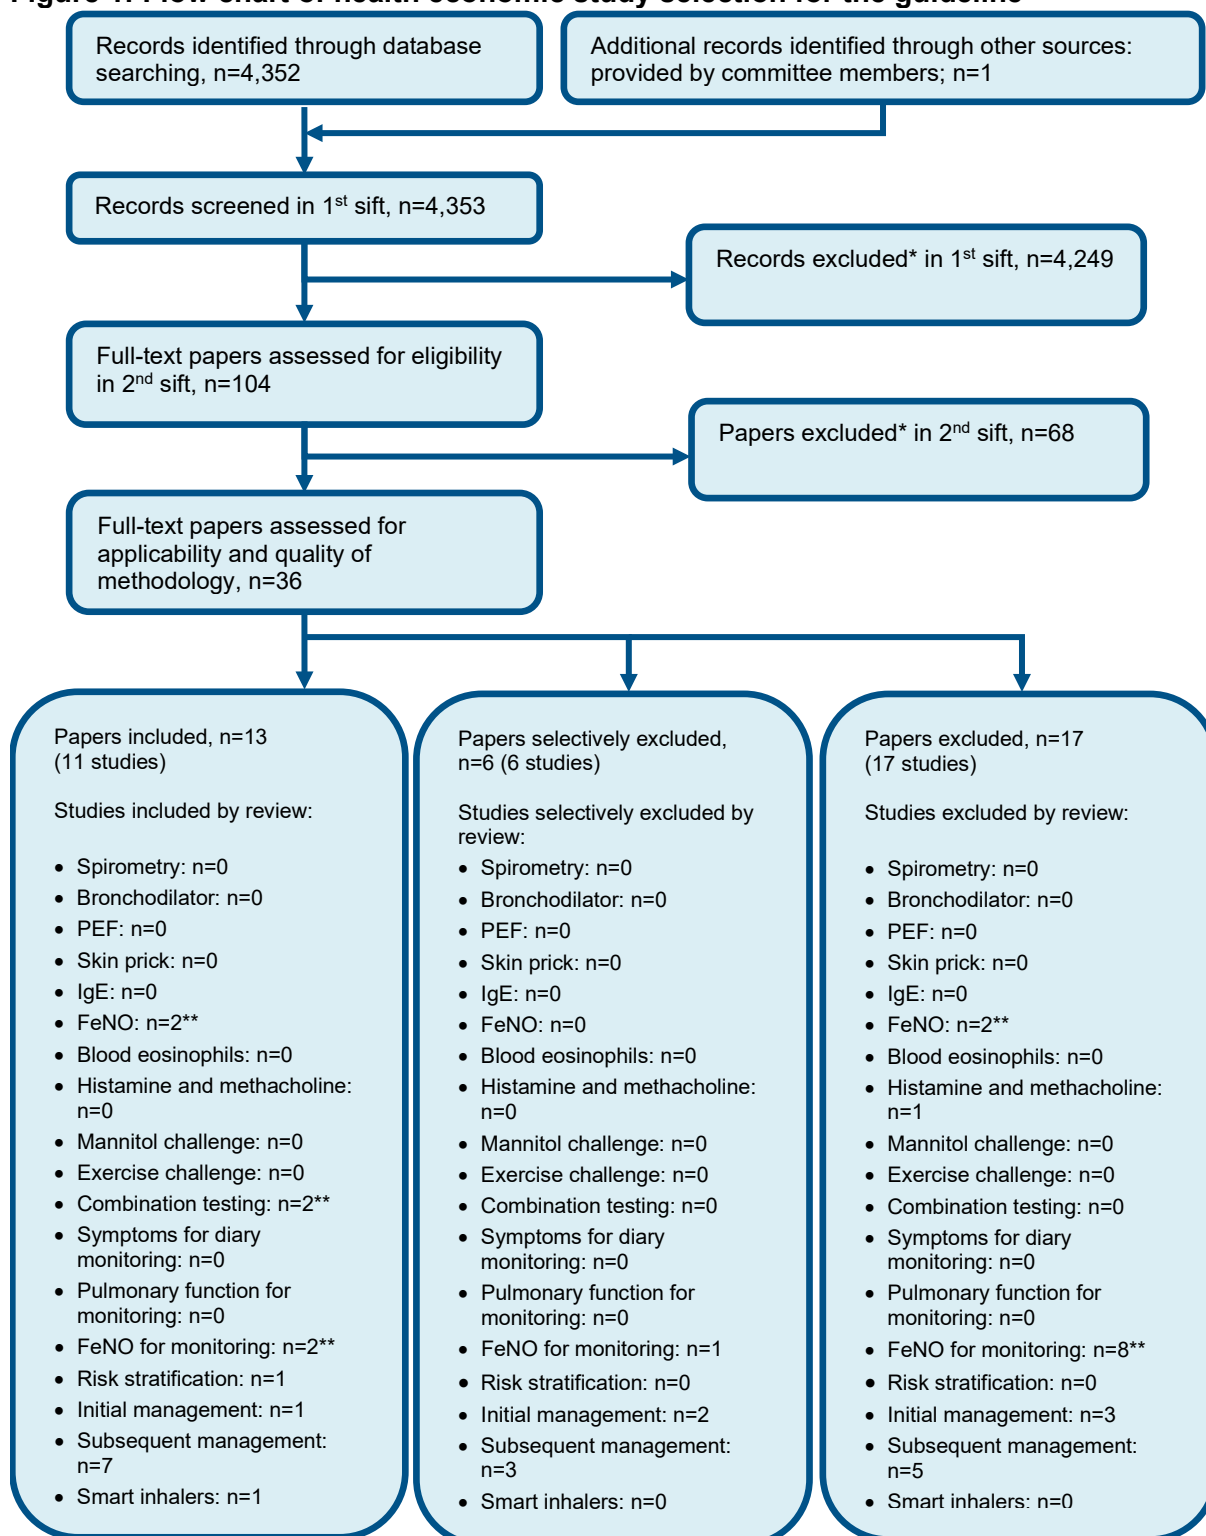 Figure 1: Flow chart of health economic study selection for the guideline
Records identified through database
searching, n=4,352
Additional records identified through other sources:
provided by committee members; n=1
Records screened in 1st sift, n=4,353
Records excluded* in 1st sift, n=4,249
Full-text papers assessed for eligibility
in 2nd sift, n=104
Papers excluded* in 2nd sift, n=68
Full-text papers assessed for
applicability and quality of
methodology, n=36
Papers included, n=13
(11 studies)
Studies included by review:
• Spirometry: n=0
• Bronchodilator: n=0
• PEF: n=0
• Skin prick: n=0
• IgE: n=0
• FeNO: n=2**
• Blood eosinophils: n=0
• Histamine and methacholine:
n=0
• Mannitol challenge: n=0
• Exercise challenge: n=0
• Combination testing: n=2**
• Symptoms for diary
monitoring: n=0
• Pulmonary function for
monitoring: n=0
• FeNO for monitoring: n=2**
• Risk stratification: n=1
• Initial management: n=1
• Subsequent management:
n=7
• Smart inhalers: n=1
Papers selectively excluded,
n=6 (6 studies)
Studies selectively excluded by
review:
• Spirometry: n=0
• Bronchodilator: n=0
• PEF: n=0
• Skin prick: n=0
• IgE: n=0
• FeNO: n=0
• Blood eosinophils: n=0
• Histamine and methacholine:
n=0
• Mannitol challenge: n=0
• Exercise challenge: n=0
• Combination testing: n=0
• Symptoms for diary
monitoring: n=0
• Pulmonary function for
monitoring: n=0
• FeNO for monitoring: n=1
• Risk stratification: n=0
• Initial management: n=2
• Subsequent management:
n=3
• Smart inhalers: n=0
Papers excluded, n=17
(17 studies)
Studies excluded by review:
• Spirometry: n=0
• Bronchodilator: n=0
• PEF: n=0
• Skin prick: n=0
• IgE: n=0
• FeNO: n=2**
• Blood eosinophils: n=0
• Histamine and methacholine:
n=1
• Mannitol challenge: n=0
• Exercise challenge: n=0
• Combination testing: n=0
• Symptoms for diary
monitoring: n=0
• Pulmonary function for
monitoring: n=0
• FeNO for monitoring: n=8**
• Risk stratification: n=0
• Initial management: n=3
• Subsequent management:
n=5
• Smart inhalers: n=0